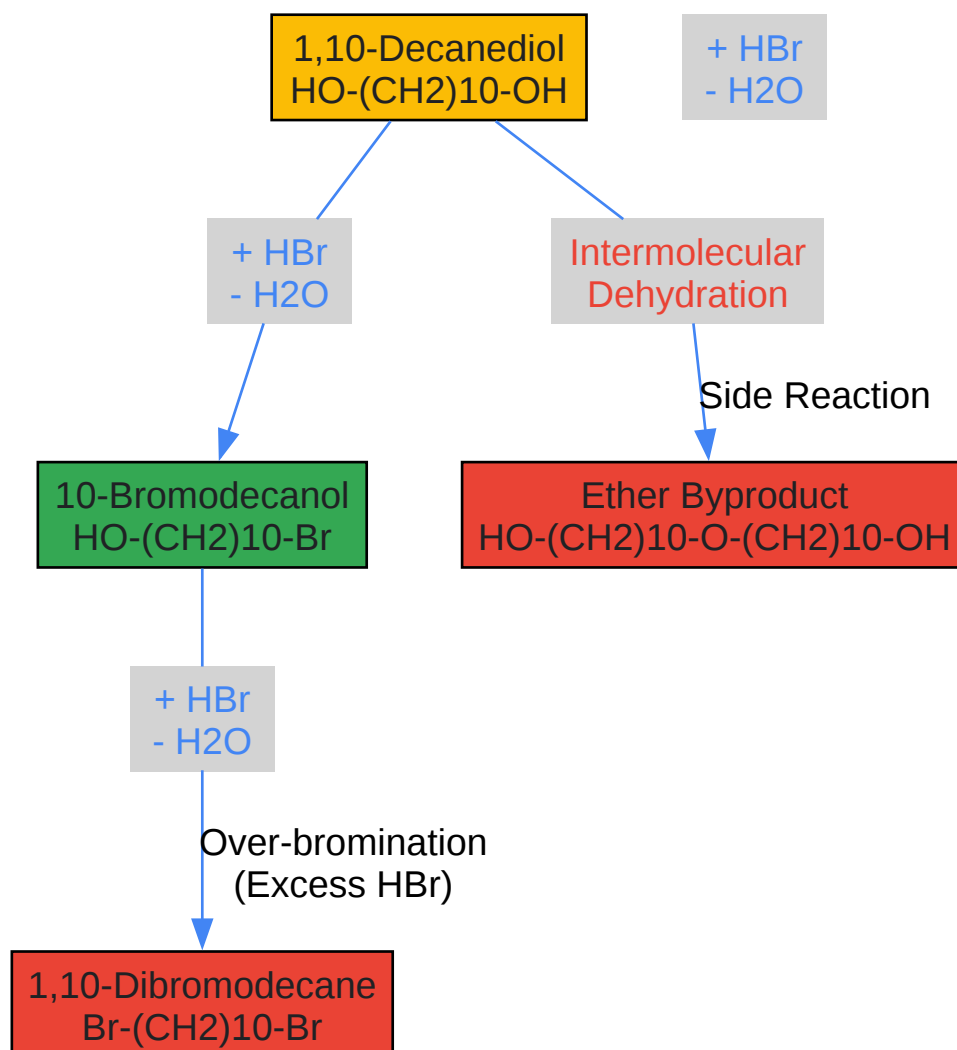 1,10-Decanediol
HO-(CH2)10-OH
+ HBr
- H2O
+ HBr
- H2O
Intermolecular
Dehydration
Side Reaction
10-Bromodecanol
HO-(CH2)10-Br
Ether Byproduct
HO-(CH2)10-O-(CH2)10-OH
+ HBr
- H2O
Over-bromination
(Excess HBr)
1,10-Dibromodecane
Br-(CH2)10-Br